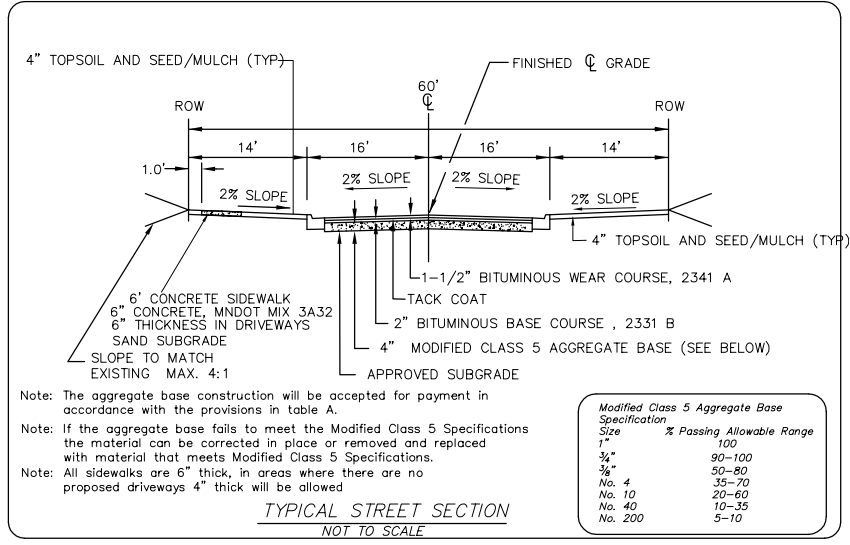 4" TOPSOIL AND SEED/MULCH (TYP)
FINISHED ℄ GRADE
60'
℄
ROW
ROW
14'
16'
16'
14'
1.0'
2% SLOPE
2% SLOPE
2% SLOPE
2% SLOPE
4" TOPSOIL AND SEED/MULCH (TYP)
1-1/2" BITUMINOUS WEAR COURSE, 2341 A
TACK COAT
2" BITUMINOUS BASE COURSE , 2331 B
4" MODIFIED CLASS 5 AGGREGATE BASE (SEE BELOW)
APPROVED SUBGRADE
6' CONCRETE SIDEWALK
6" CONCRETE, MNDOT MIX 3A32
6" THICKNESS IN DRIVEWAYS
SAND SUBGRADE
SLOPE TO MATCH
EXISTING MAX. 4:1
Note: The aggregate base construction will be accepted for payment in
accordance with the provisions in table A.
Note: If the aggregate base fails to meet the Modified Class 5 Specifications
the material can be corrected in place or removed and replaced
with material that meets Modified Class 5 Specifications.
Note: All sidewalks are 6" thick, in areas where there are no
proposed driveways 4" thick will be allowed
TYPICAL STREET SECTION
NOT TO SCALE
Modified Class 5 Aggregate Base
Specification
Size % Passing Allowable Range
1" 100
¾" 90-100
⅜" 50-80
No. 4 35-70
No. 10 20-60
No. 40 10-35
No. 200 5-10